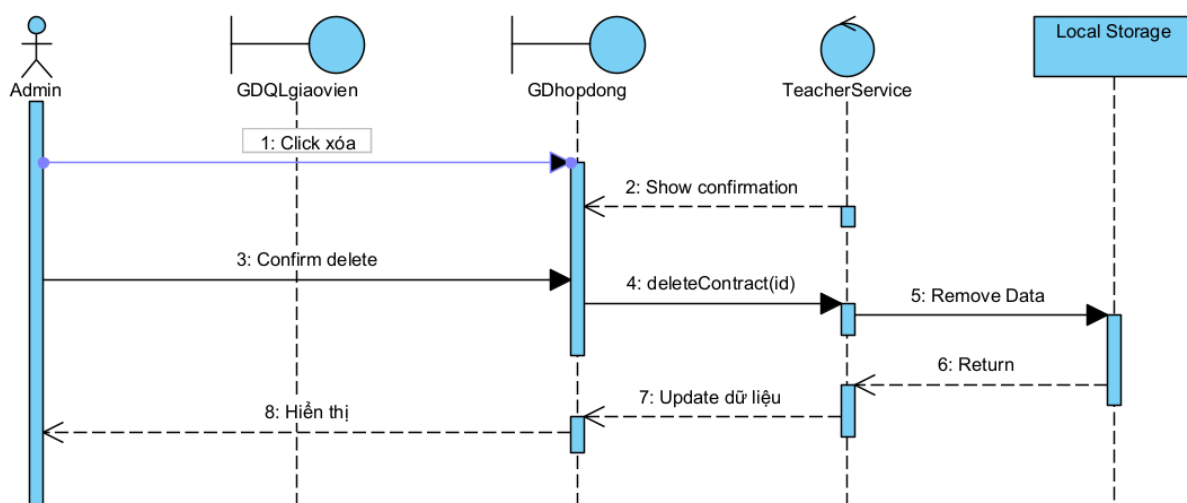 Local Storage
Admin
GDQLgiaovien
GDhopdong
TeacherService
1: Click xóa
2: Show confirmation
3: Confirm delete
4: deleteContract(id)
5: Remove Data
6: Return
7: Update dữ liệu
8: Hiển thị